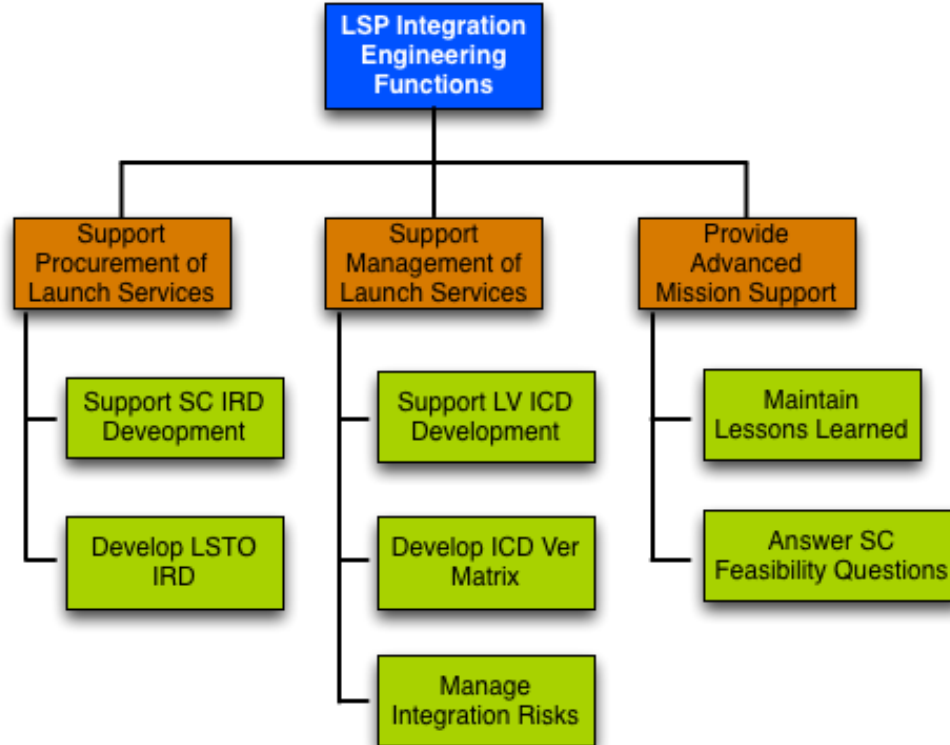 LSP Integration
Engineering
Functions
Support
Procurement of
Launch Services
Support
Management of
Launch Services
Provide
Advanced
Mission Support
Support SC IRD
Deveopment
Develop LSTO
IRD
Support LV ICD
Development
Develop ICD Ver
Matrix
Manage
Integration Risks
Maintain
Lessons Learned
Answer SC
Feasibility Questions